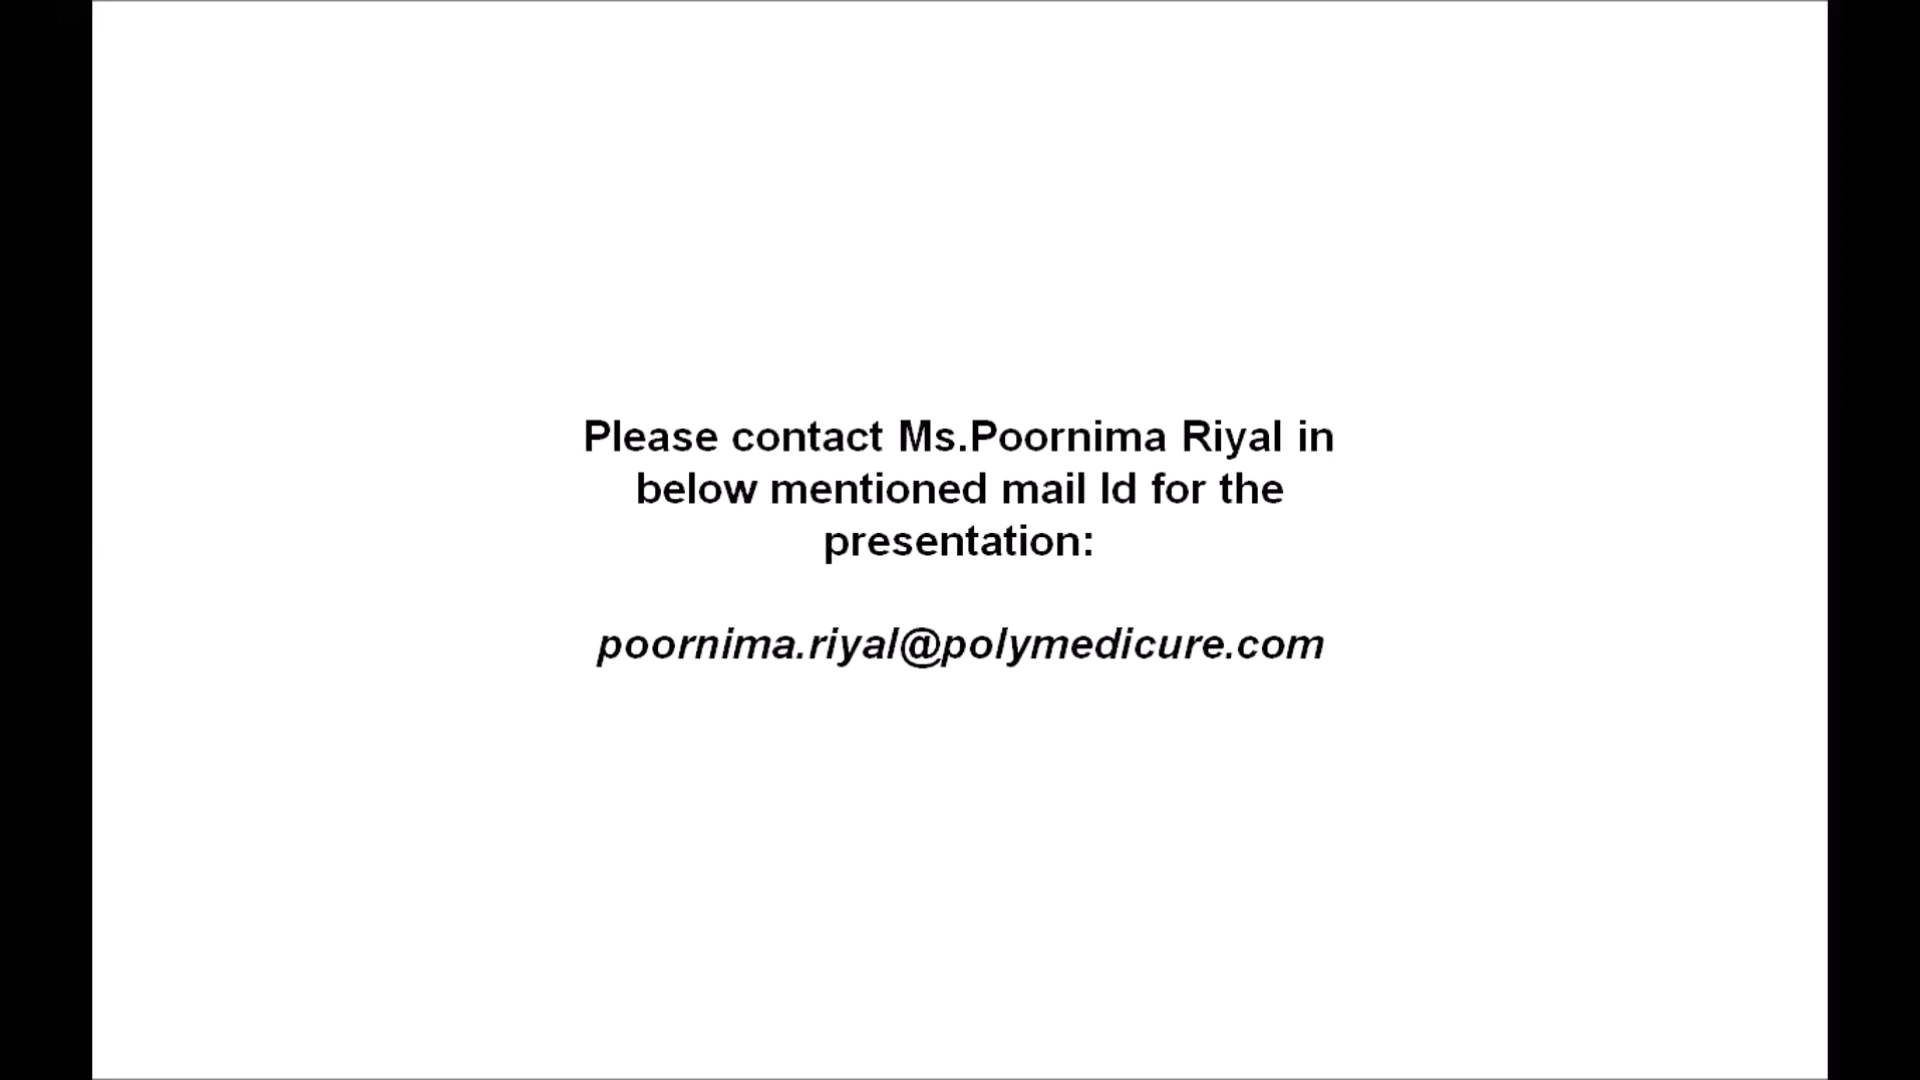 Please contact Ms.Poornima Riyal in
below mentioned mail Id for the
presentation:
poornima.riyal@polymedicure.com